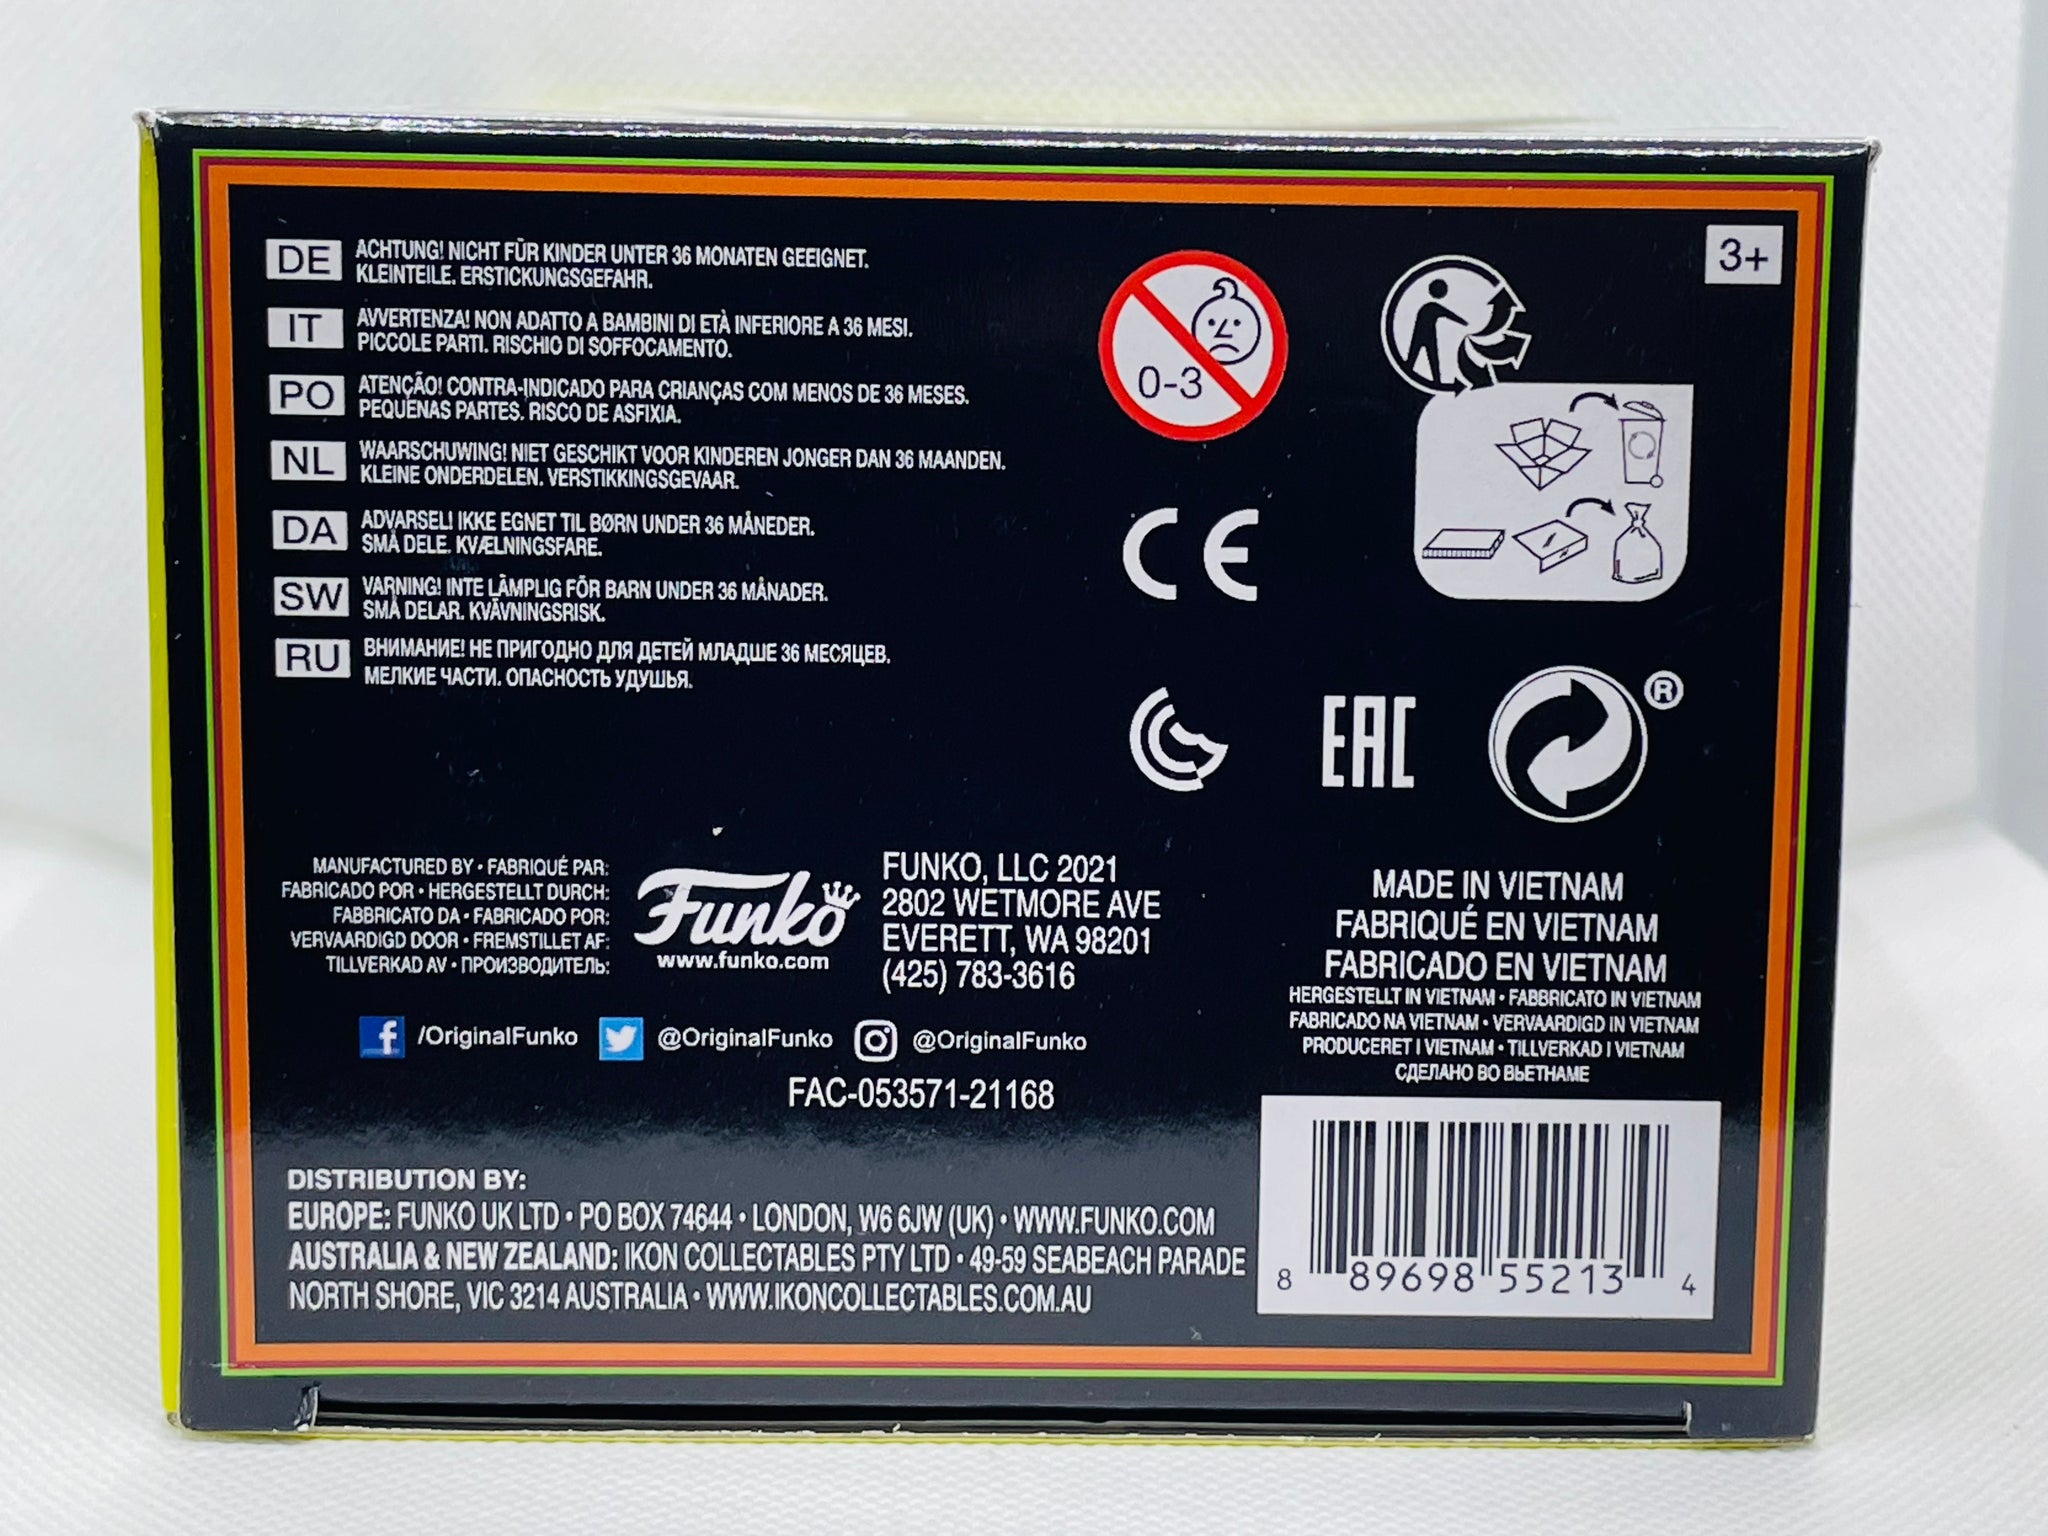 DE ACHTUNG! NICHT FÜR KINDER UNTER 36 MONATEN GEEIGNET.
KLEINTEILE. ERSTICKUNGSGEFAHR.
IT AVVERTENZA! NON ADATTO A BAMBINI DI ETÀ INFERIORE A 36 MESI.
PICCOLE PARTI. RISCHIO DI SOFFOCAMENTO.
PO ATENÇÃO! CONTRA-INDICADO PARA CRIANÇAS COM MENOS DE 36 MESES.
PEQUENAS PARTES. RISCO DE ASFIXIA.
NL WAARSCHUWING! NIET GESCHIKT VOOR KINDEREN JONGER DAN 36 MAANDEN.
KLEINE ONDERDELEN. VERSTIKKINGSGEVAAR.
DA ADVARSEL! IKKE EGNET TIL BØRN UNDER 36 MÅNEDER.
SMÅ DELE. KVÆLNINGSFARE.
SW VARNING! INTE LÄMPLIG FÖR BARN UNDER 36 MÅNADER.
SMÅ DELAR. KVÄVNINGSRISK.
RU ВНИМАНИЕ! НЕ ПРИГОДНО ДЛЯ ДЕТЕЙ МЛАДШЕ 36 МЕСЯЦЕВ.
МЕЛКИЕ ЧАСТИ. ОПАСНОСТЬ УДУШЬЯ.
0-3
3+
CE
EAC
®
MANUFACTURED BY • FABRIQUÉ PAR:
FABRICADO POR • HERGESTELLT DURCH:
FABBRICATO DA • FABRICADO POR:
VERVAARDIGD DOOR • FREMSTILLET AF:
TILLVERKAD AV • ПРОИЗВОДИТЕЛЬ:
Funko
www.funko.com
FUNKO, LLC 2021
2802 WETMORE AVE
EVERETT, WA 98201
(425) 783-3616
/OriginalFunko @OriginalFunko @OriginalFunko
FAC-053571-21168
MADE IN VIETNAM
FABRIQUÉ EN VIETNAM
FABRICADO EN VIETNAM
HERGESTELLT IN VIETNAM • FABBRICATO IN VIETNAM
FABRICADO NA VIETNAM • VERVAARDIGD IN VIETNAM
PRODUCERET I VIETNAM • TILLVERKAD I VIETNAM
СДЕЛАНО ВО ВЬЕТНАМЕ
DISTRIBUTION BY:
EUROPE: FUNKO UK LTD • PO BOX 74644 • LONDON, W6 6JW (UK) • WWW.FUNKO.COM
AUSTRALIA & NEW ZEALAND: IKON COLLECTABLES PTY LTD • 49-59 SEABEACH PARADE
NORTH SHORE, VIC 3214 AUSTRALIA • WWW.IKONCOLLECTABLES.COM.AU
8 89698 55213 4